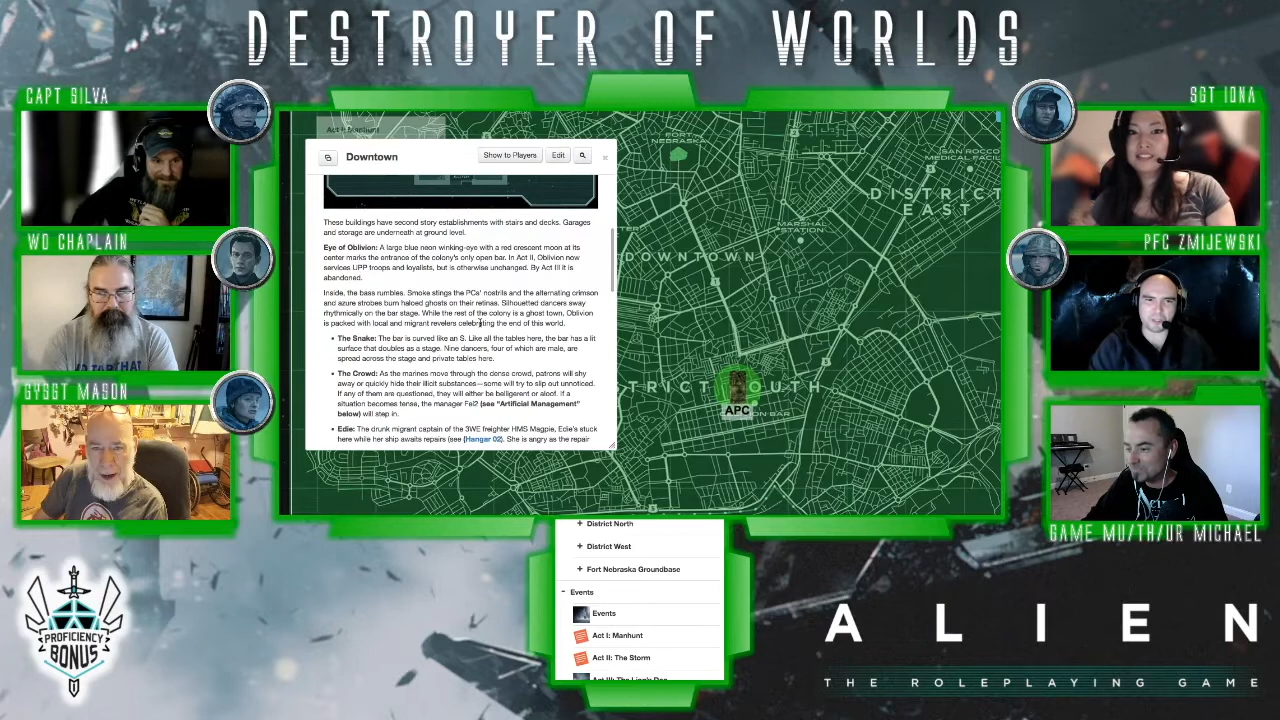 DESTROYER OF WORLDS
CAPT SILVA
SGT IONA
WO CHAPLAIN
PFC ZMIJEWSKI
GYSGT MASON
GAME MU/TH/UR MICHAEL
Act I: Manhunt
Downtown
Show to Players
Edit
These buildings have second story establishments with stairs and decks. Garages
and storage are underneath at ground level.
Eye of Oblivion: A large blue neon winking-eye with a red crescent moon at its
center marks the entrance of the colony's only open bar. In Act II, Oblivion now
services UPP troops and loyalists, but is otherwise unchanged. By Act III it is
abandoned.
Inside, the bass rumbles. Smoke stings the PCs' nostrils and the alternating crimson
and azure strobes burn haloed ghosts on their retinas. Silhouetted dancers sway
rhythmically on the bar stage. While the rest of the colony is a ghost town, Oblivion
is packed with local and migrant revelers celebrating the end of this world.
• The Snake: The bar is curved like an S. Like all the tables here, the bar has a lit
surface that doubles as a stage. Nine dancers, four of which are male, are
spread across the stage and private tables here.
• The Crowd: As the marines move through the dense crowd, patrons will shy
away or quickly hide their illicit substances—some will try to slip out unnoticed.
If any of them are questioned, they will either be belligerent or aloof. If a
situation becomes tense, the manager Fel2 (see "Artificial Management"
below) will step in.
• Edie: The drunk migrant captain of the 3WE freighter HMS Magpie, Edie's stuck
here while her ship awaits repairs (see [Hangar 02). She is angry as the repair
FORT
NEBRASKA
SAN ROCCO
MEDICAL FACIL
DISTRICT
EAST
MARSHAL
STATION
DOWNTOWN
TRICT OUTH
APC
ON BAR
+ District North
+ District West
+ Fort Nebraska Groundbase
- Events
Events
Act I: Manhunt
Act II: The Storm
PROFICIENCY
BONUS
ALIEN
THE ROLEPLAYING GAME